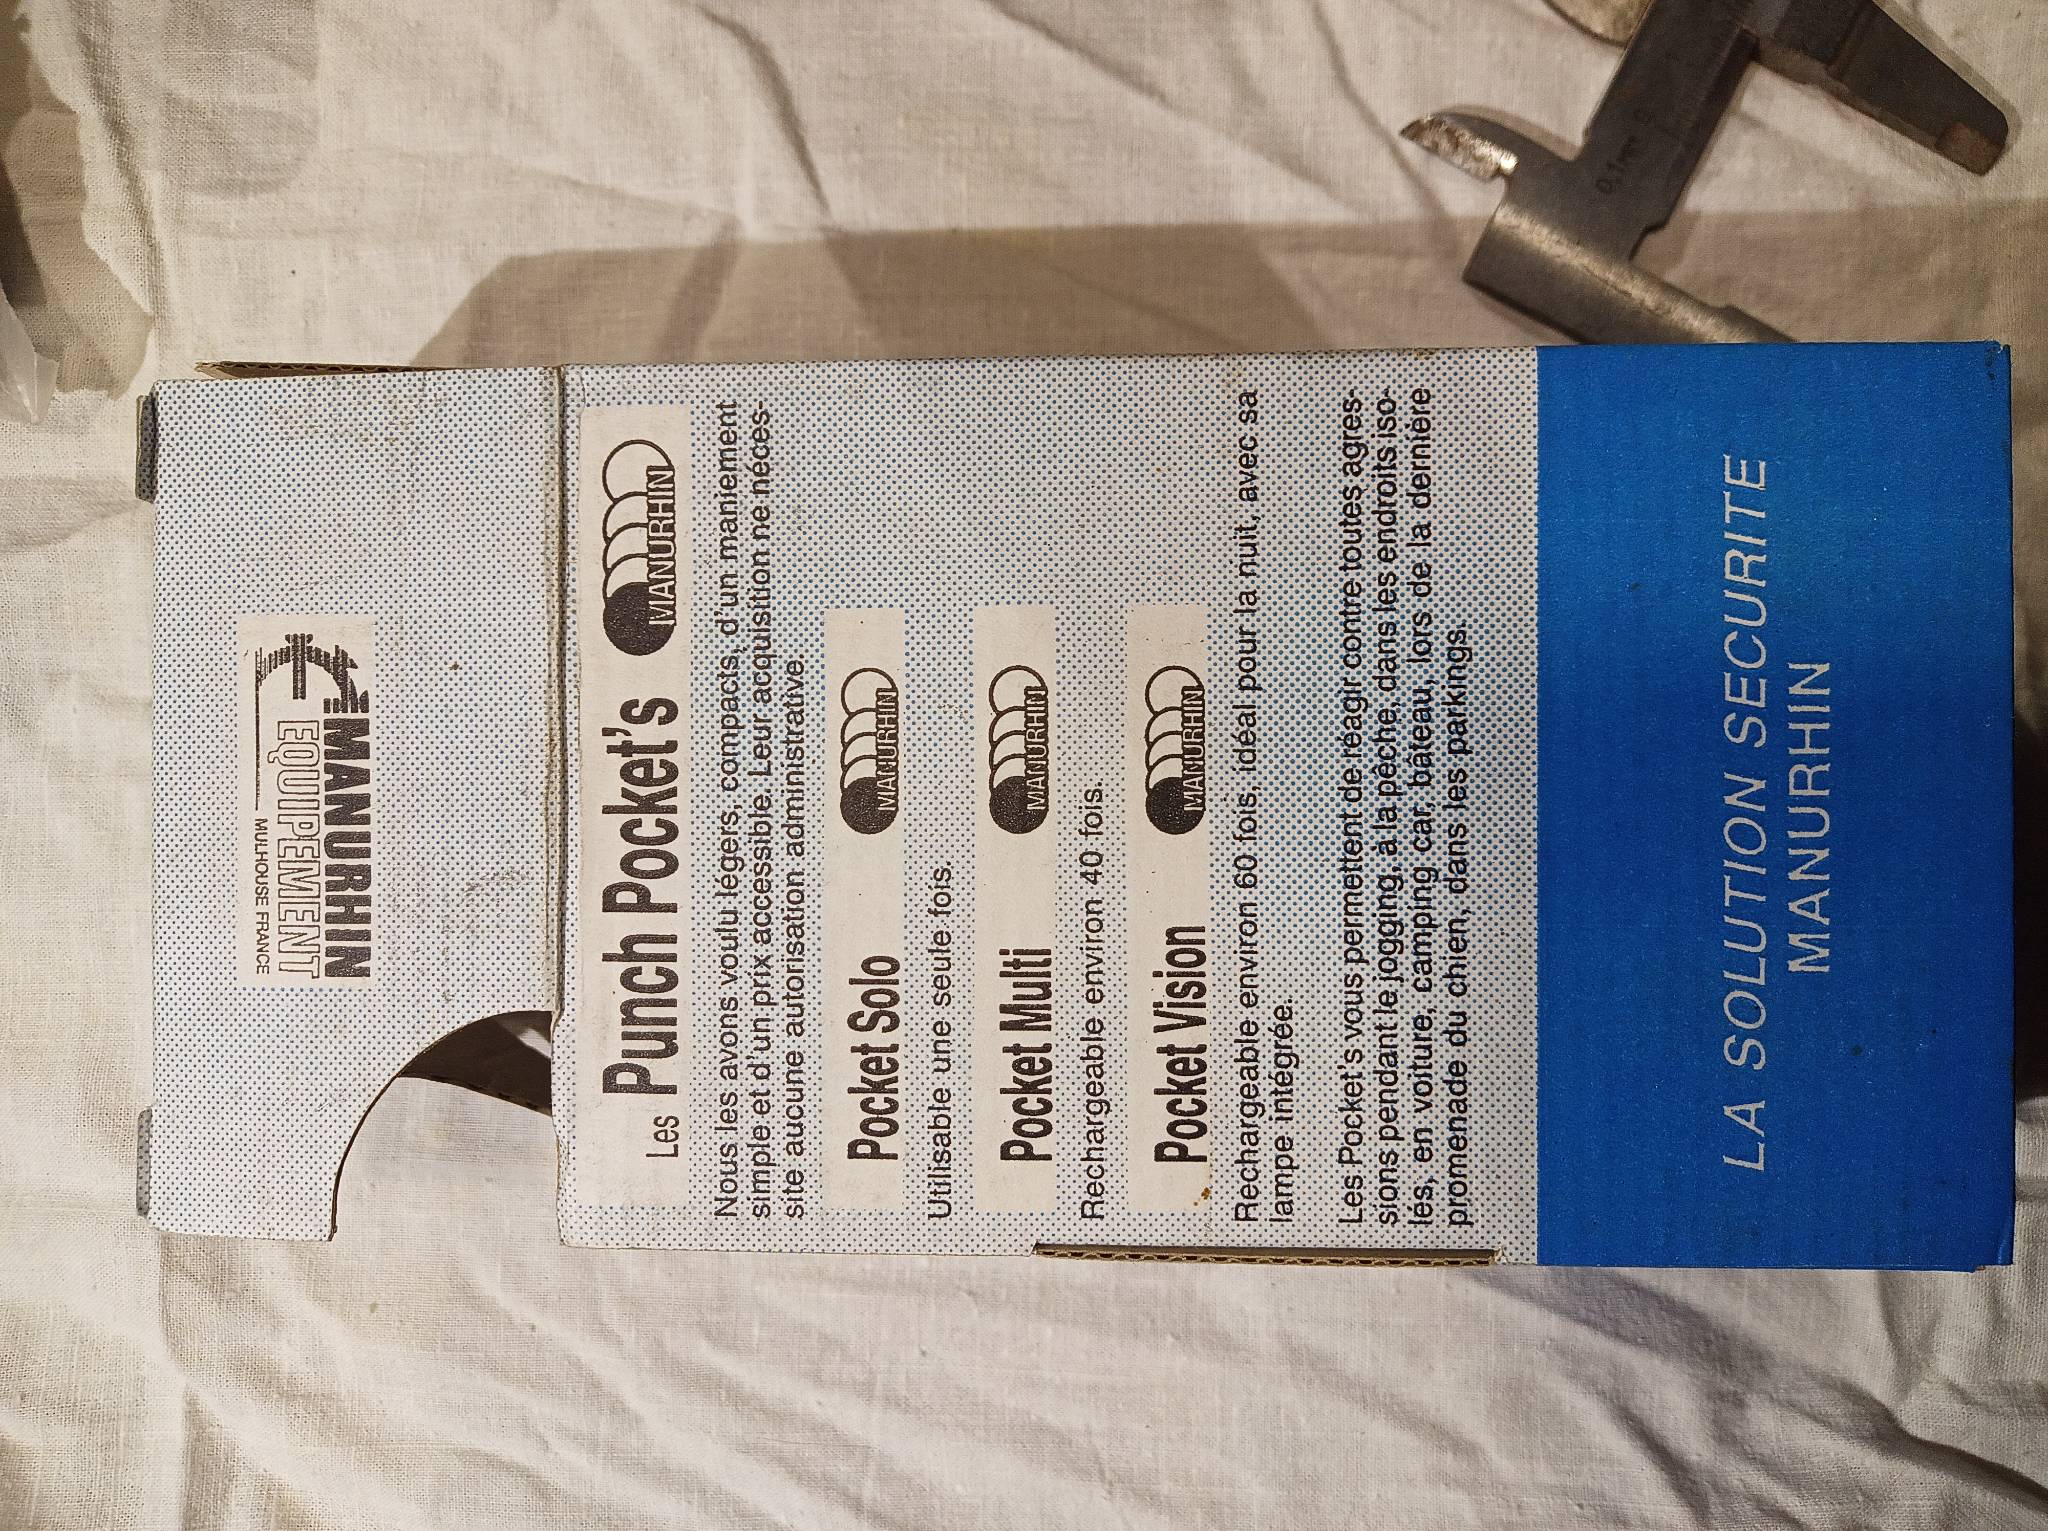 MULHOUSE FRANCE
EQUIPEMENT
MANURHIN
Les Punch Pocket's MANURHIN
Nous les avons voulu légers, compacts, d'un maniement
simple et d'un prix accessible. Leur acquisition ne néces-
site aucune autorisation administrative.
Pocket Solo MANURHIN
Utilisable une seule fois.
Pocket Multi MANURHIN
Rechargeable environ 40 fois.
Pocket Vision MANURHIN
Rechargeable environ 60 fois, idéal pour la nuit, avec sa
lampe intégrée.
Les Pocket's vous permettent de réagir contre toutes agres-
sions pendant le jogging, a la pêche, dans les endroits iso-
lés, en voiture, camping car, bâteau, lors de la dernière
promenade du chien, dans les parkings.
LA SOLUTION SECURITE
MANURHIN